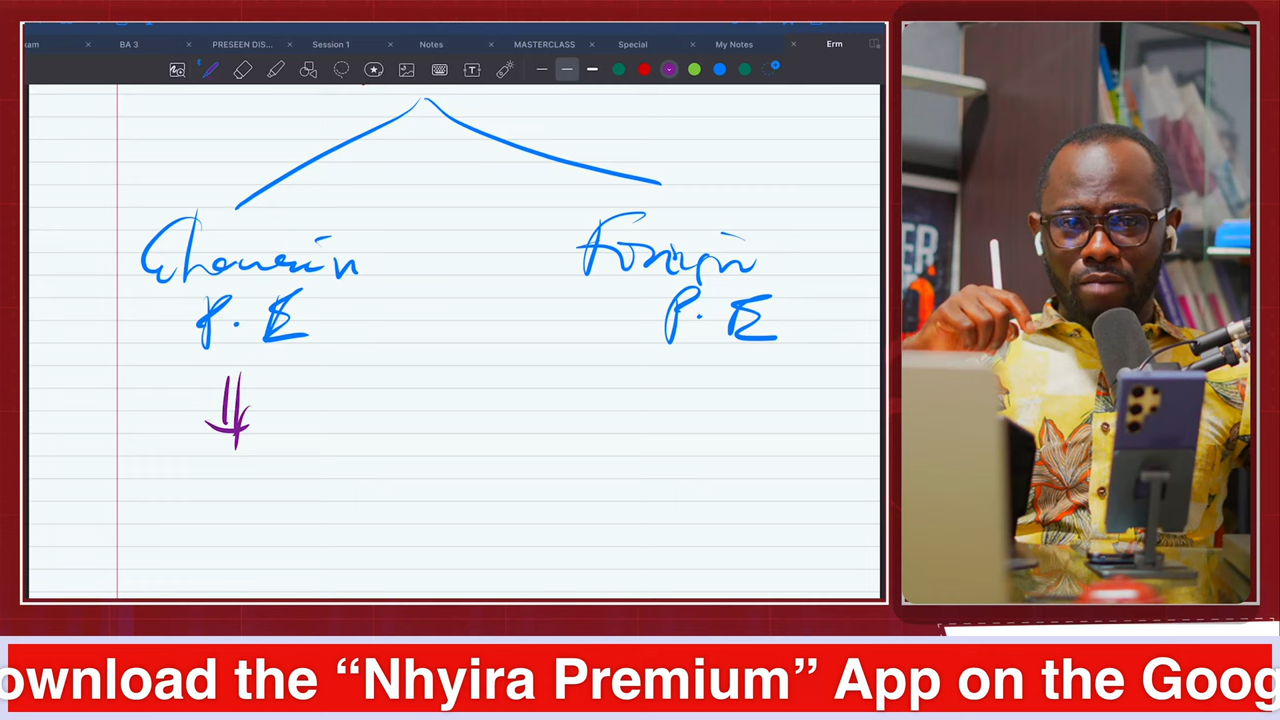 am
BA 3
PRESEEN DIS...
Session 1
Notes
MASTERCLASS
Special
My Notes
Erm
T
Ghanaian
P. E
Foreign
P. E
ER
ownload the “Nhyira Premium” App on the Goog